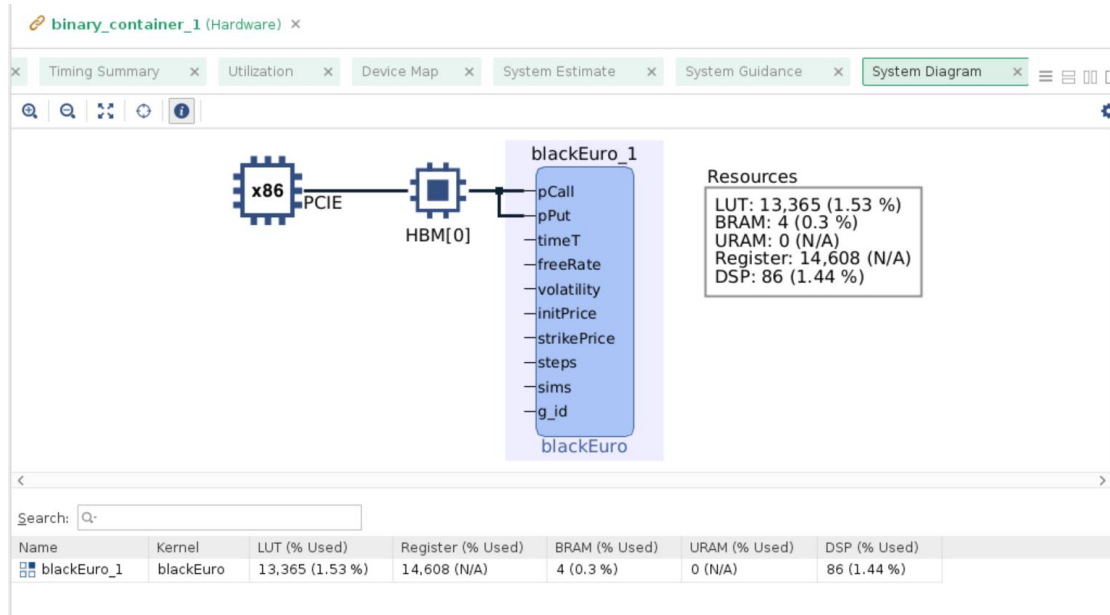 binary_container_1 (Hardware) ×
× Timing Summary × Utilization × Device Map × System Estimate × System Guidance × System Diagram ×
blackEuro_1
x86
PCIE
HBM[0]
pCall
pPut
timeT
freeRate
volatility
initPrice
strikePrice
steps
sims
g_id
blackEuro
Resources
LUT: 13,365 (1.53 %)
BRAM: 4 (0.3 %)
URAM: 0 (N/A)
Register: 14,608 (N/A)
DSP: 86 (1.44 %)
Search:
Name Kernel LUT (% Used) Register (% Used) BRAM (% Used) URAM (% Used) DSP (% Used)
blackEuro_1 blackEuro 13,365 (1.53 %) 14,608 (N/A) 4 (0.3 %) 0 (N/A) 86 (1.44 %)